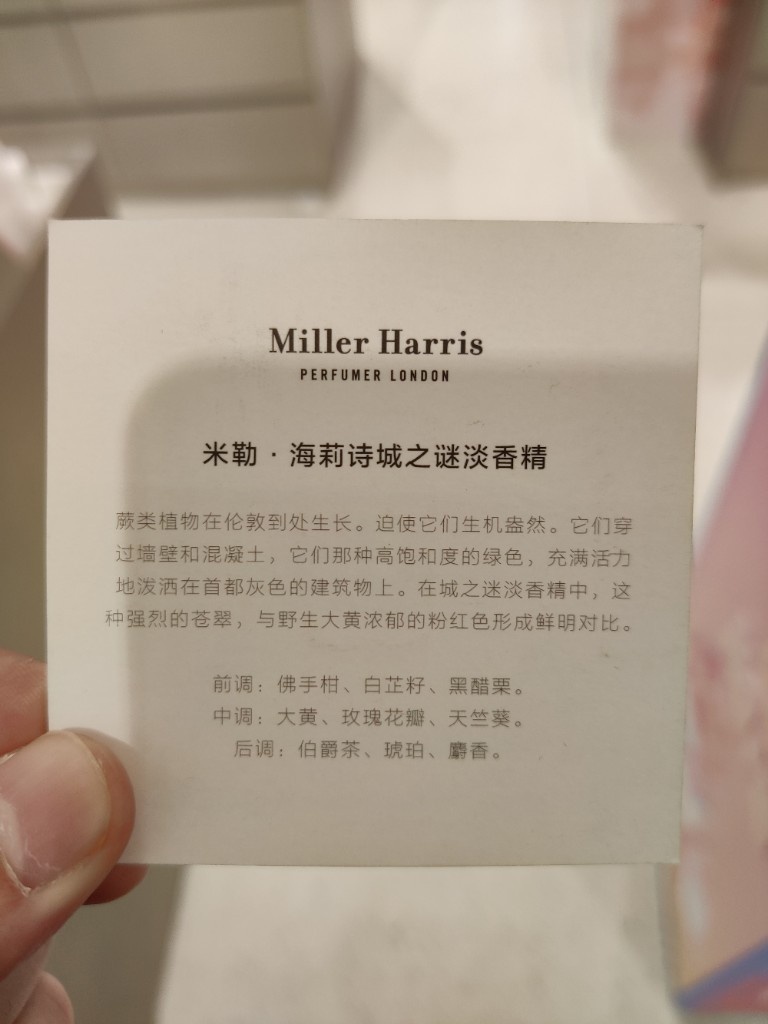 Miller Harris
PERFUMER LONDON
米勒·海莉诗城之谜淡香精
蕨类植物在伦敦到处生长。迫使它们生机盎然。它们穿
过墙壁和混凝土，它们那种高饱和度的绿色，充满活力
地泼洒在首都灰色的建筑物上。在城之迷淡香精中，这
种强烈的苍翠，与野生大黄浓郁的粉红色形成鲜明对比。
前调：佛手柑、白芷籽、黑醋栗。
中调：大黄、玫瑰花瓣、天竺葵。
后调：伯爵茶、琥珀、麝香。